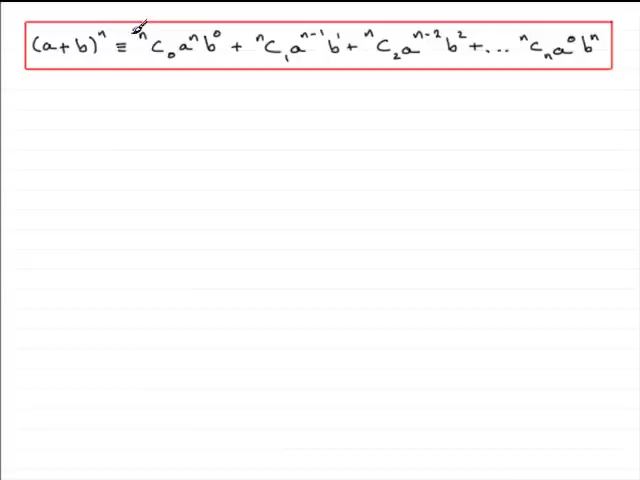 (a+b)ⁿ ≡ ⁿC₀aⁿb⁰ + ⁿC₁aⁿ⁻¹b¹ + ⁿC₂aⁿ⁻²b² + ... ⁿCₙa⁰bⁿ